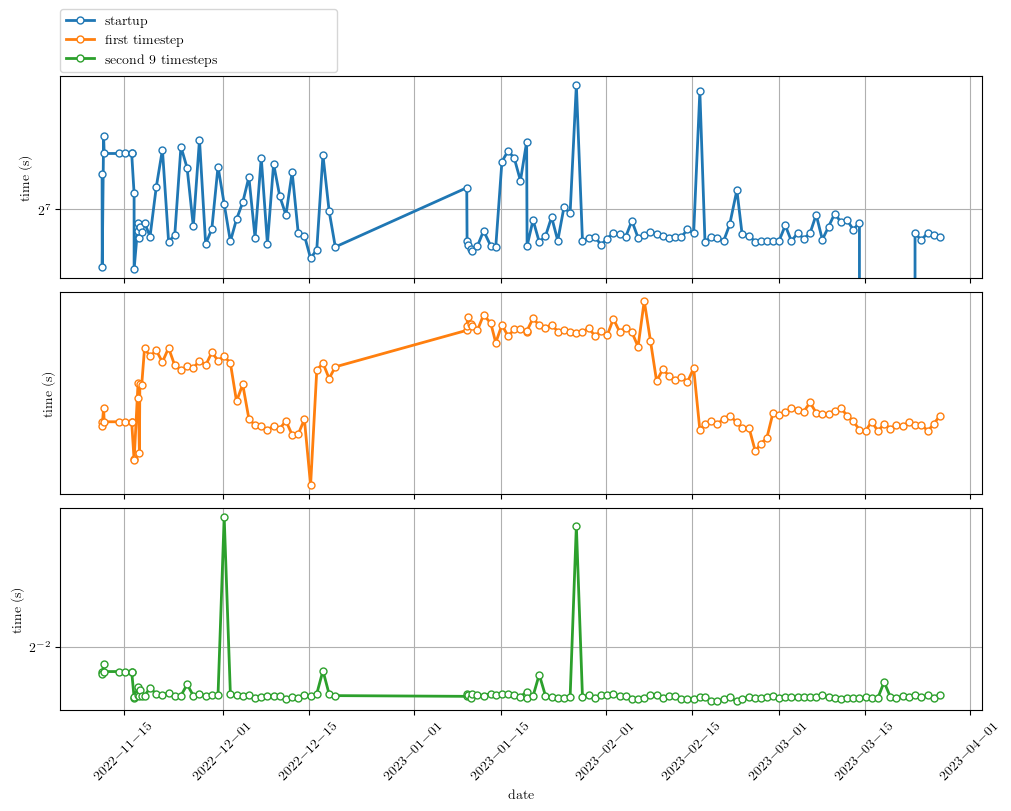 startup
first timestep
second 9 timesteps
time (s)
2⁷
time (s)
time (s)
2⁻²
2022−11−15
2022−12−01
2022−12−15
2023−01−01
2023−01−15
2023−02−01
2023−02−15
2023−03−01
2023−03−15
2023−04−01
date